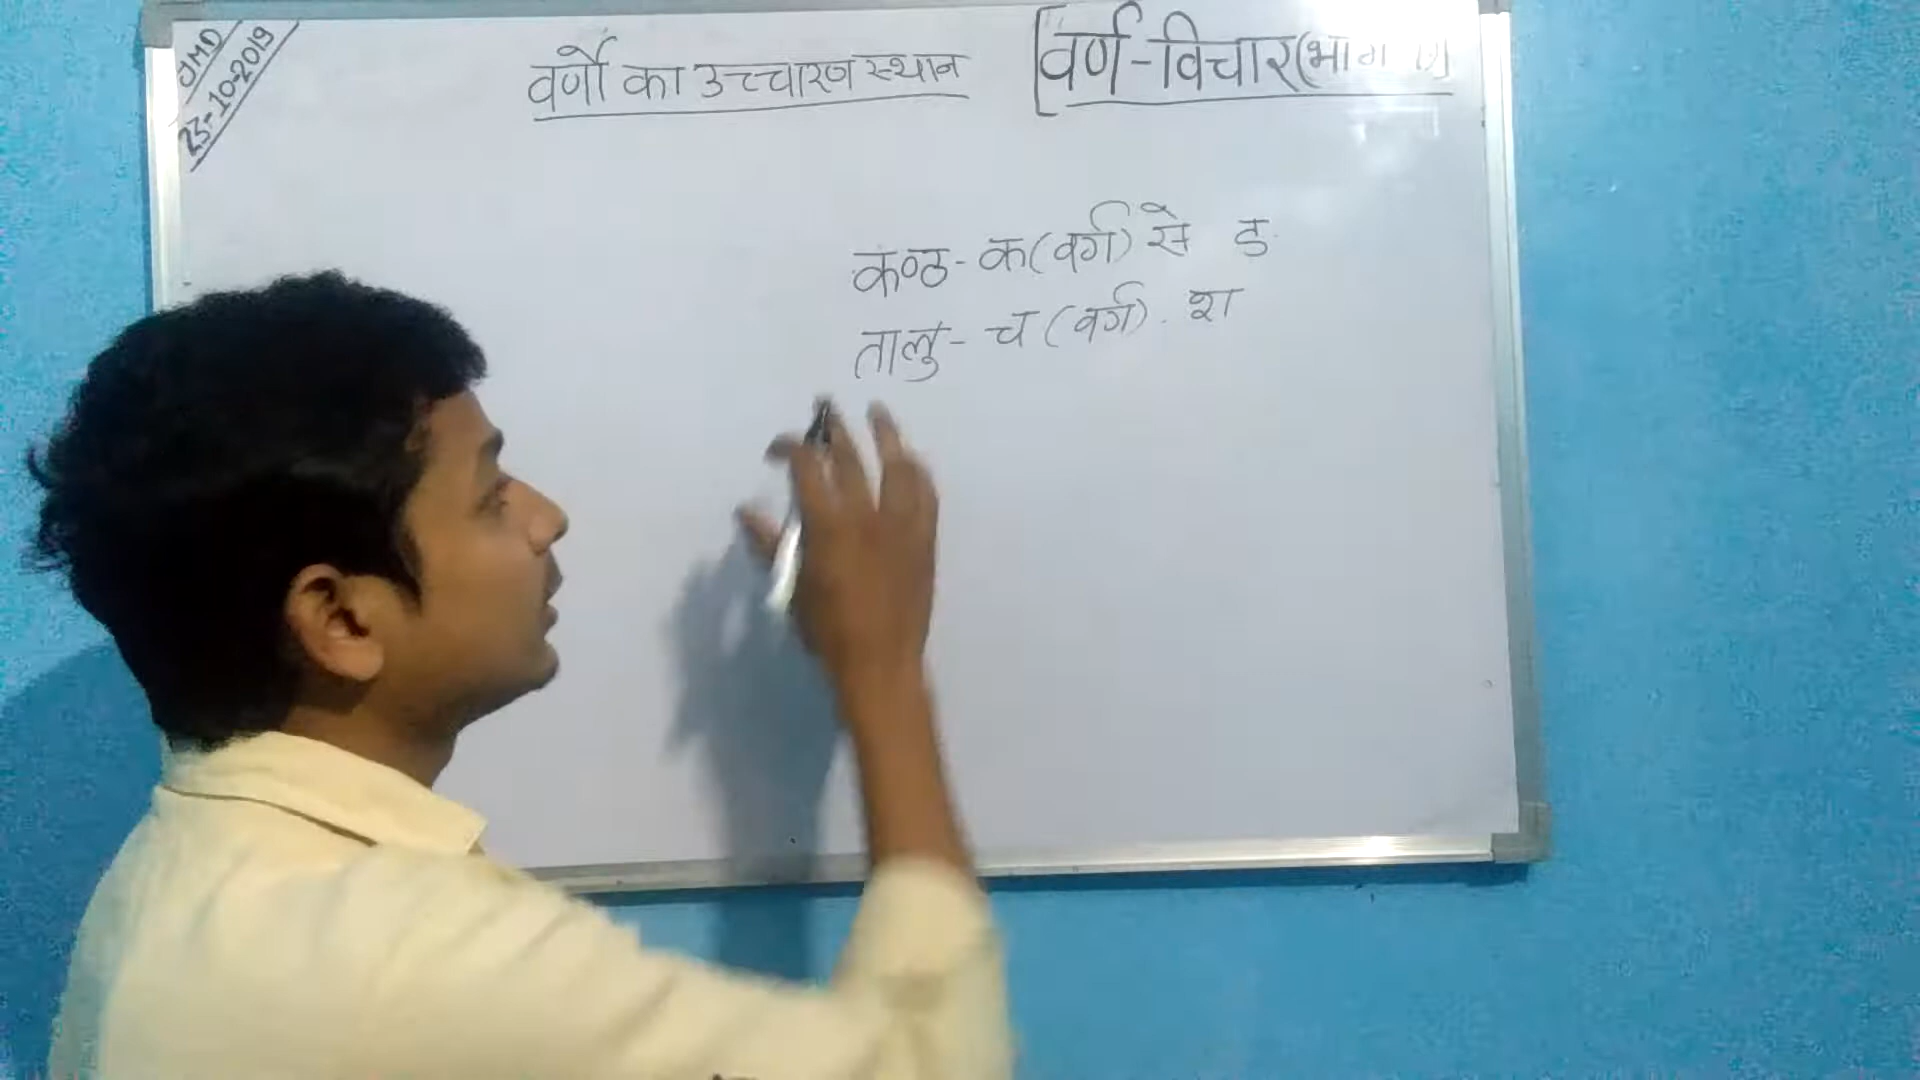 JMD
23-10-2019
वर्णों का उच्चारण स्थान
[वर्ण-विचार(भाग
कण्ठ- क(वर्ग) से ङ
तालु- च (वर्ग). श